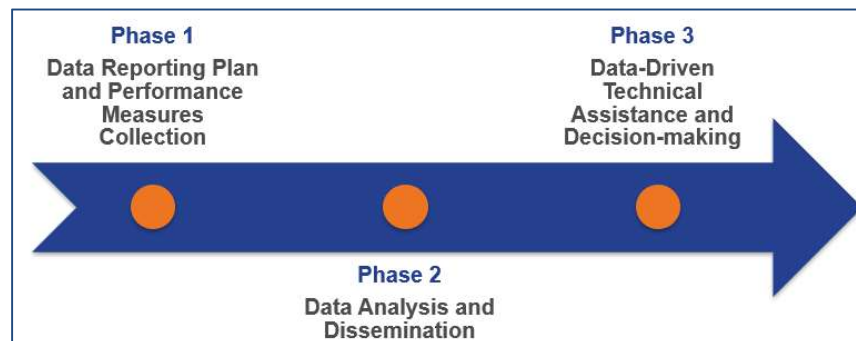 Phase 1
Data Reporting Plan
and Performance
Measures
Collection
Phase 2
Data Analysis and
Dissemination
Phase 3
Data-Driven
Technical
Assistance and
Decision-making